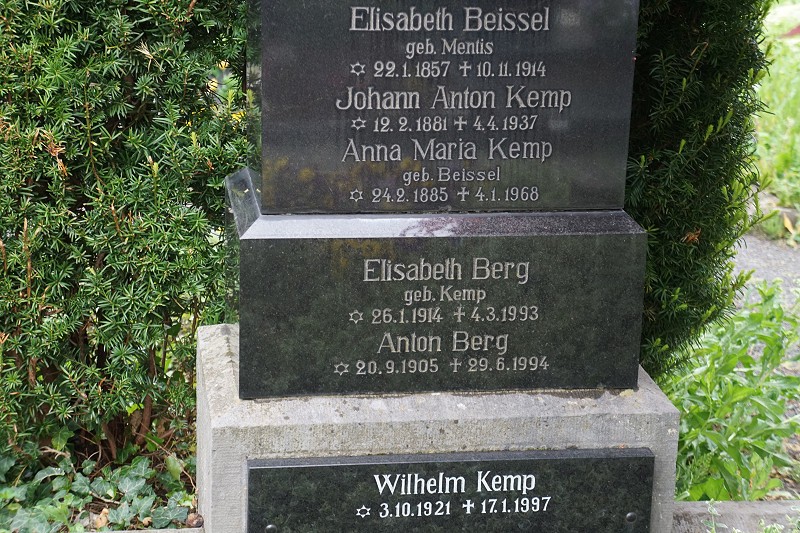 Elisabeth Beissel
geb. Mentis
✡ 22.1.1857 ✝ 10.11.1914
Johann Anton Kemp
✡ 12.2.1881 ✝ 4.4.1937
Anna Maria Kemp
geb. Beissel
✡ 24.2.1885 ✝ 4.1.1968
Elisabeth Berg
geb. Kemp
✡ 26.1.1914 ✝ 4.3.1993
Anton Berg
✡ 20.9.1905 ✝ 29.6.1994
Wilhelm Kemp
✡ 3.10.1921 ✝ 17.1.1997